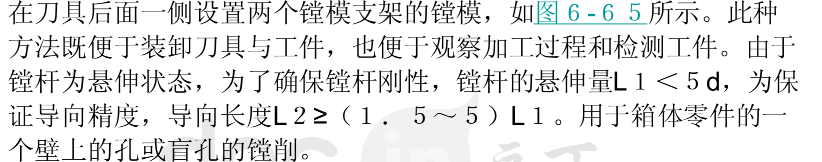 在刀具后面一侧设置两个镗模支架的镗模，如图６-６５所示。此种
方法既便于装卸刀具与工件，也便于观察加工过程和检测工件。由于
镗杆为悬伸状态，为了确保镗杆刚性，镗杆的悬伸量L１＜５d，为保
证导向精度，导向长度L２≥（１．５～５）L１。用于箱体零件的一
个壁上的孔或盲孔的镗削。